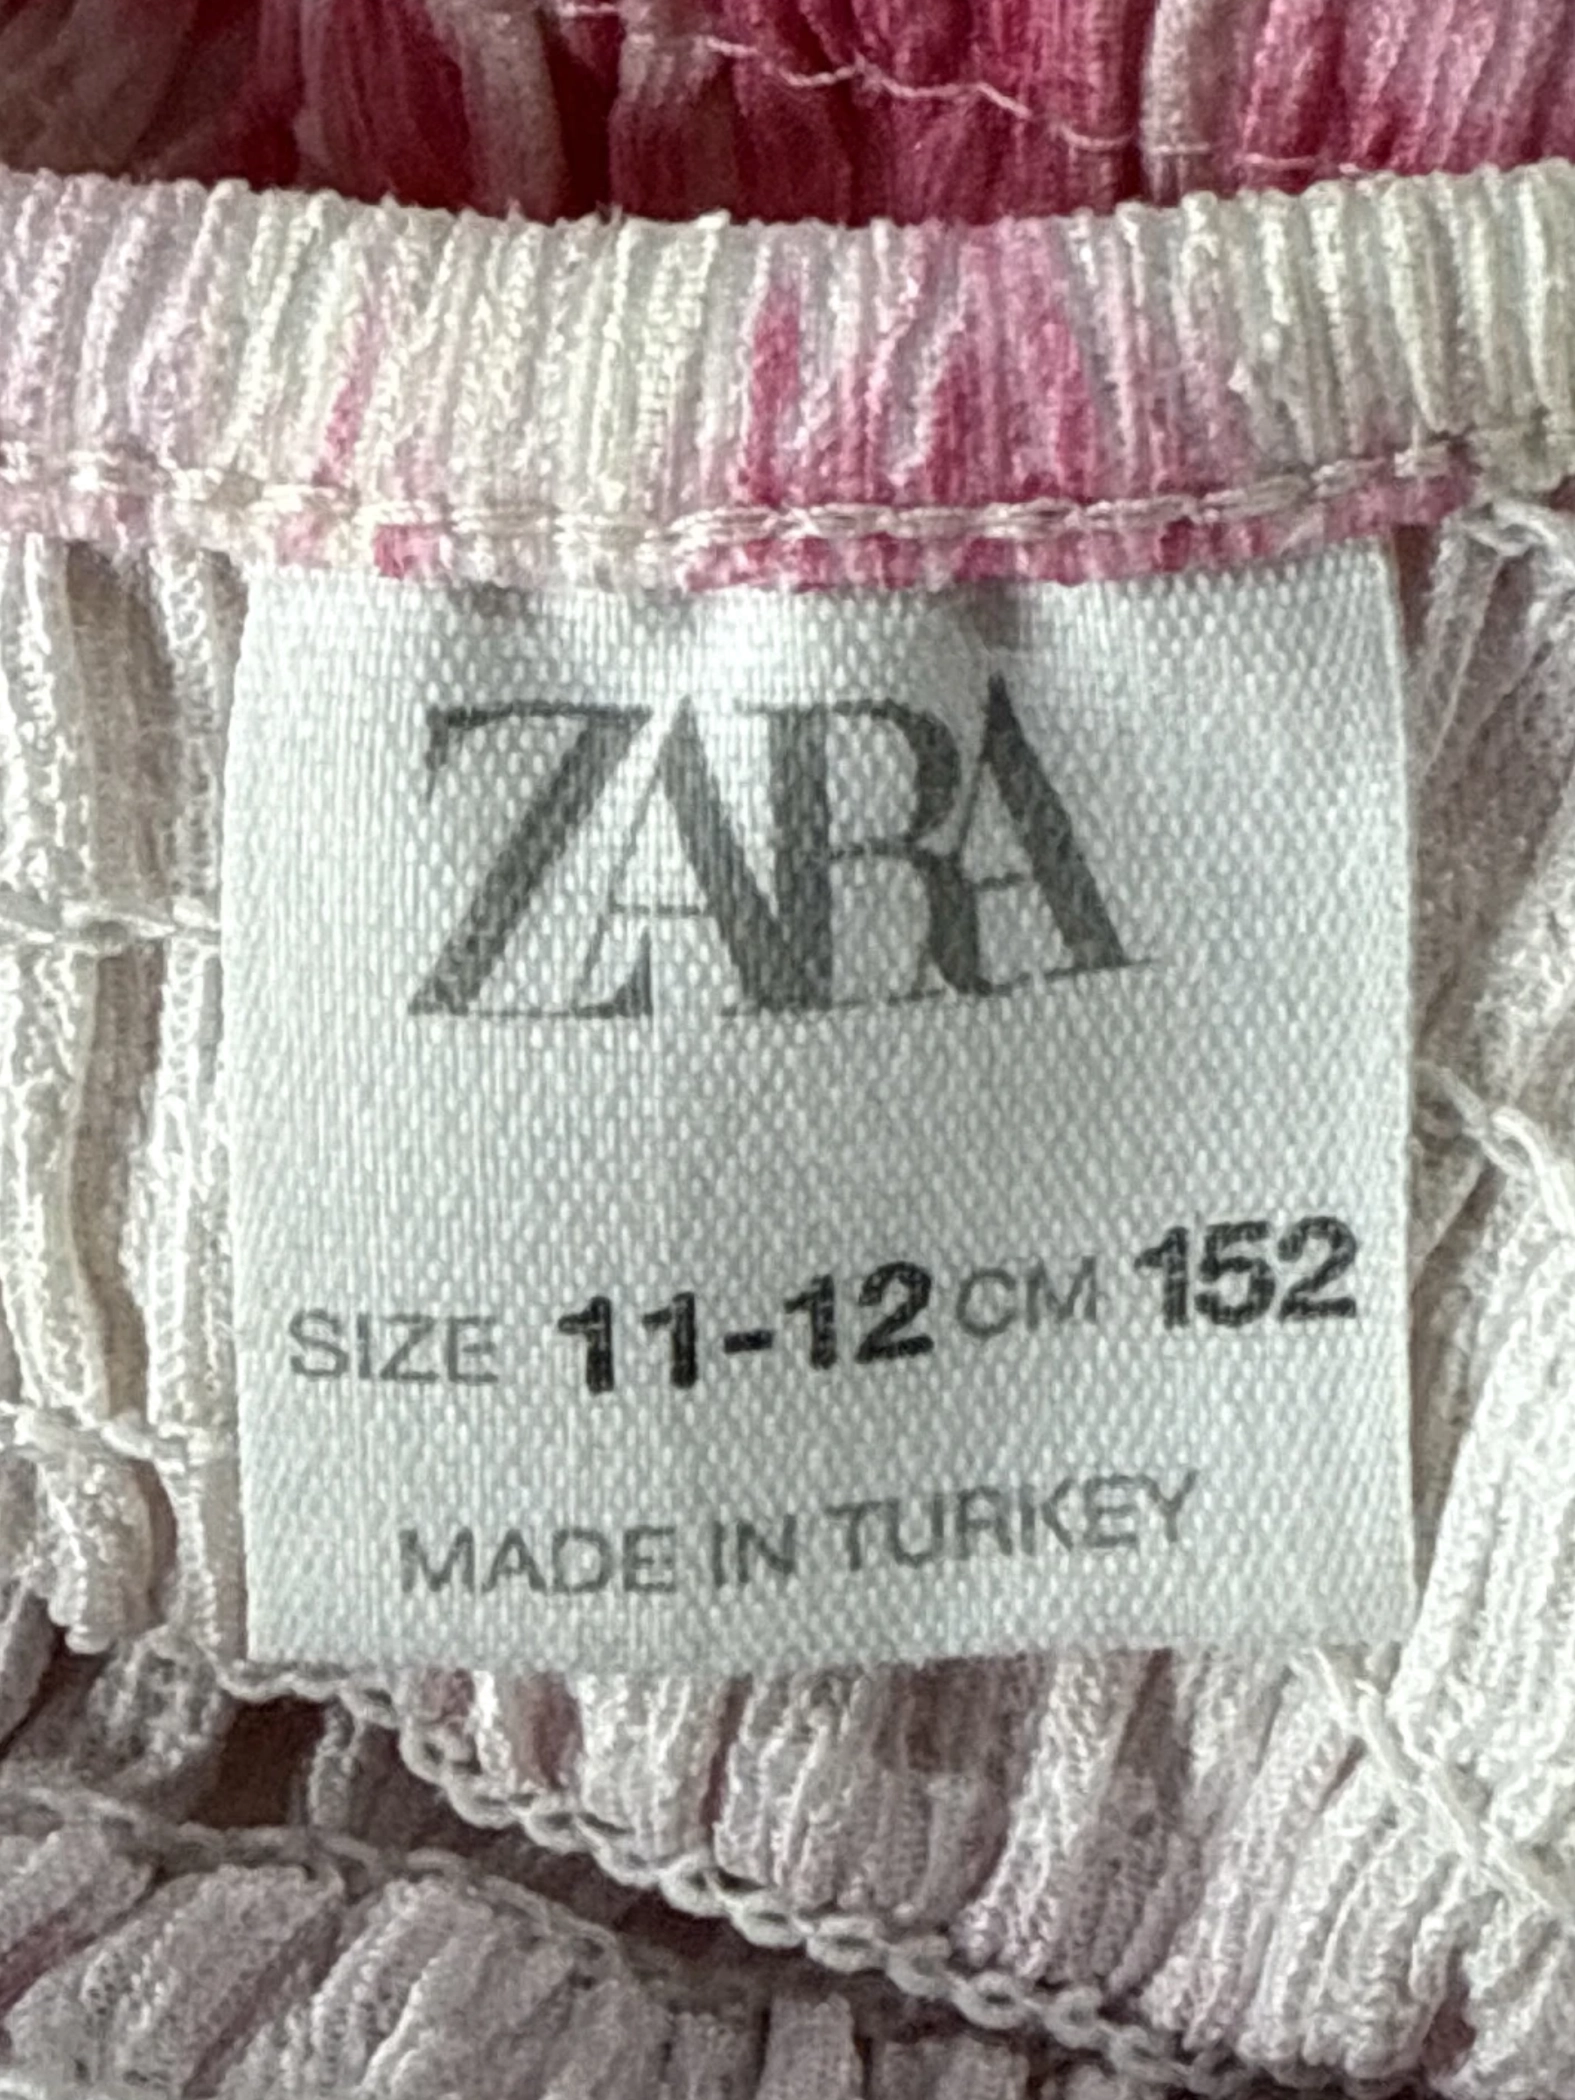 ZARA
SIZE 11-12 CM 152
MADE IN TURKEY